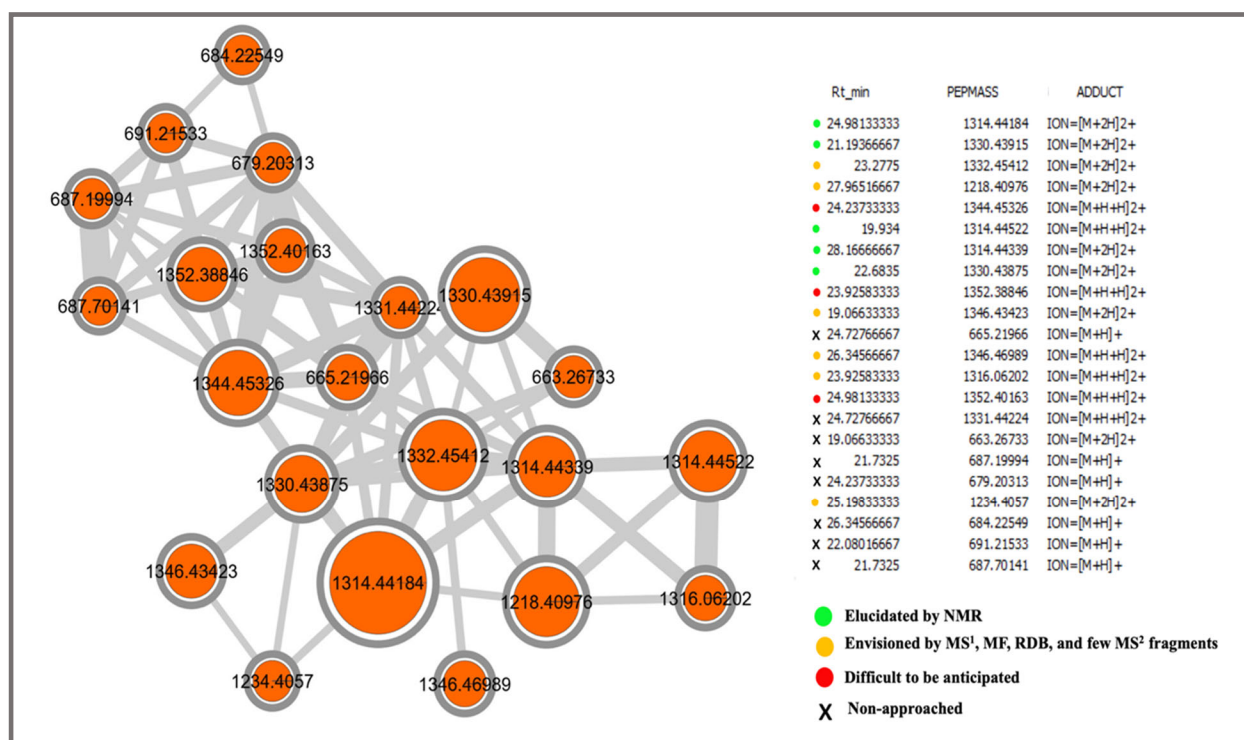 684.22549
691.21533
679.20313
687.19994
1352.40163
1352.38846
687.70141
1331.44224
1330.43915
1344.45326
665.21966
663.26733
1332.45412
1314.44339
1314.44522
1330.43875
1346.43423
1314.44184
1218.40976
1316.06202
1234.4057
1346.46989
Rt_min PEPMASS ADDUCT
24.98133333 1314.44184 ION=[M+2H]2+
21.19366667 1330.43915 ION=[M+2H]2+
23.2775 1332.45412 ION=[M+2H]2+
27.96516667 1218.40976 ION=[M+2H]2+
24.23733333 1344.45326 ION=[M+H+H]2+
19.934 1314.44522 ION=[M+H+H]2+
28.16666667 1314.44339 ION=[M+2H]2+
22.6835 1330.43875 ION=[M+2H]2+
23.92583333 1352.38846 ION=[M+H+H]2+
19.06633333 1346.43423 ION=[M+2H]2+
X 24.72766667 665.21966 ION=[M+H]+
26.34566667 1346.46989 ION=[M+H+H]2+
23.92583333 1316.06202 ION=[M+H+H]2+
24.98133333 1352.40163 ION=[M+H+H]2+
X 24.72766667 1331.44224 ION=[M+H+H]2+
X 19.06633333 663.26733 ION=[M+2H]2+
X 21.7325 687.19994 ION=[M+H]+
X 24.23733333 679.20313 ION=[M+H]+
25.19833333 1234.4057 ION=[M+2H]2+
X 26.34566667 684.22549 ION=[M+H]+
X 22.08016667 691.21533 ION=[M+H]+
X 21.7325 687.70141 ION=[M+H]+
Elucidated by NMR
Envisioned by MS¹, MF, RDB, and few MS² fragments
Difficult to be anticipated
X Non-approached